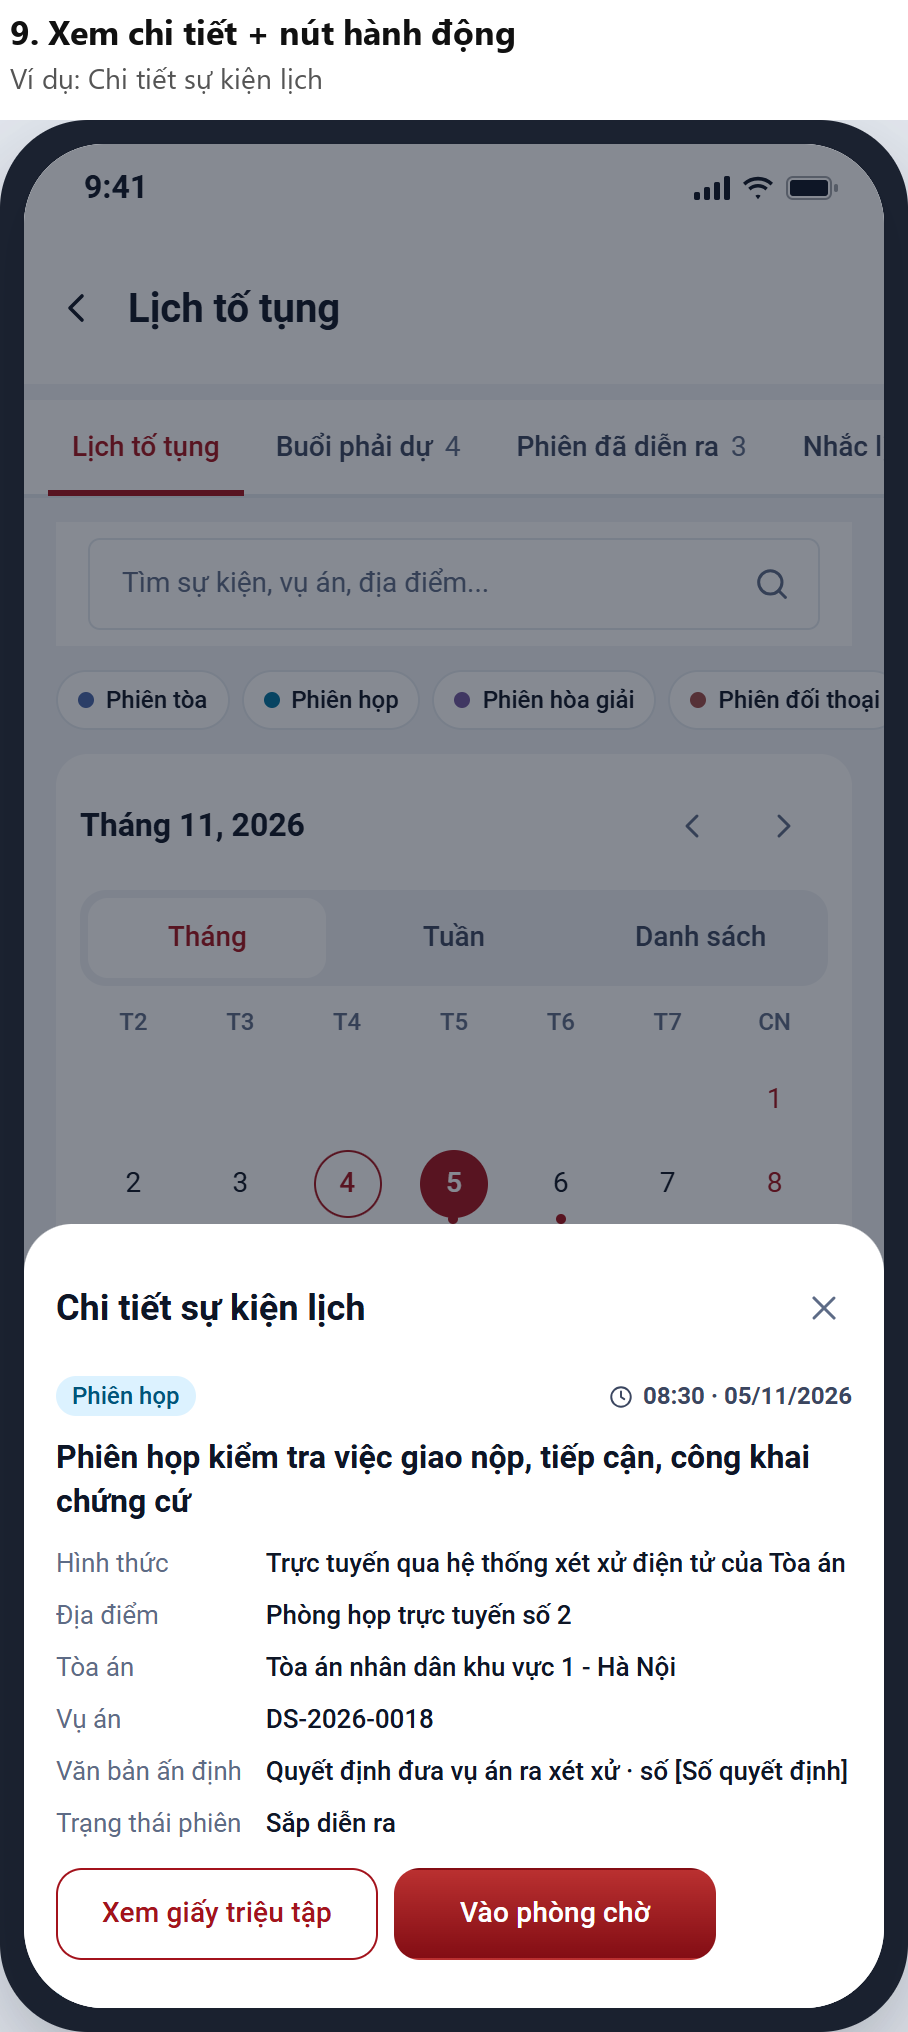 9. Xem chi tiết + nút hành động
Ví dụ: Chi tiết sự kiện lịch
9:41
Lịch tố tụng
Lịch tố tụng
Buổi phải dự 4
Phiên đã diễn ra 3
Nhắc l
Tìm sự kiện, vụ án, địa điểm...
Phiên tòa
Phiên họp
Phiên hòa giải
Phiên đối thoại
Tháng 11, 2026
Tháng
Tuần
Danh sách
T2 T3 T4 T5 T6 T7 CN
1
2 3 4 5 6 7 8
Chi tiết sự kiện lịch
Phiên họp
08:30 · 05/11/2026
Phiên họp kiểm tra việc giao nộp, tiếp cận, công khai
chứng cứ
Hình thức Trực tuyến qua hệ thống xét xử điện tử của Tòa án
Địa điểm Phòng họp trực tuyến số 2
Tòa án Tòa án nhân dân khu vực 1 - Hà Nội
Vụ án DS-2026-0018
Văn bản ấn định Quyết định đưa vụ án ra xét xử · số [Số quyết định]
Trạng thái phiên Sắp diễn ra
Xem giấy triệu tập
Vào phòng chờ